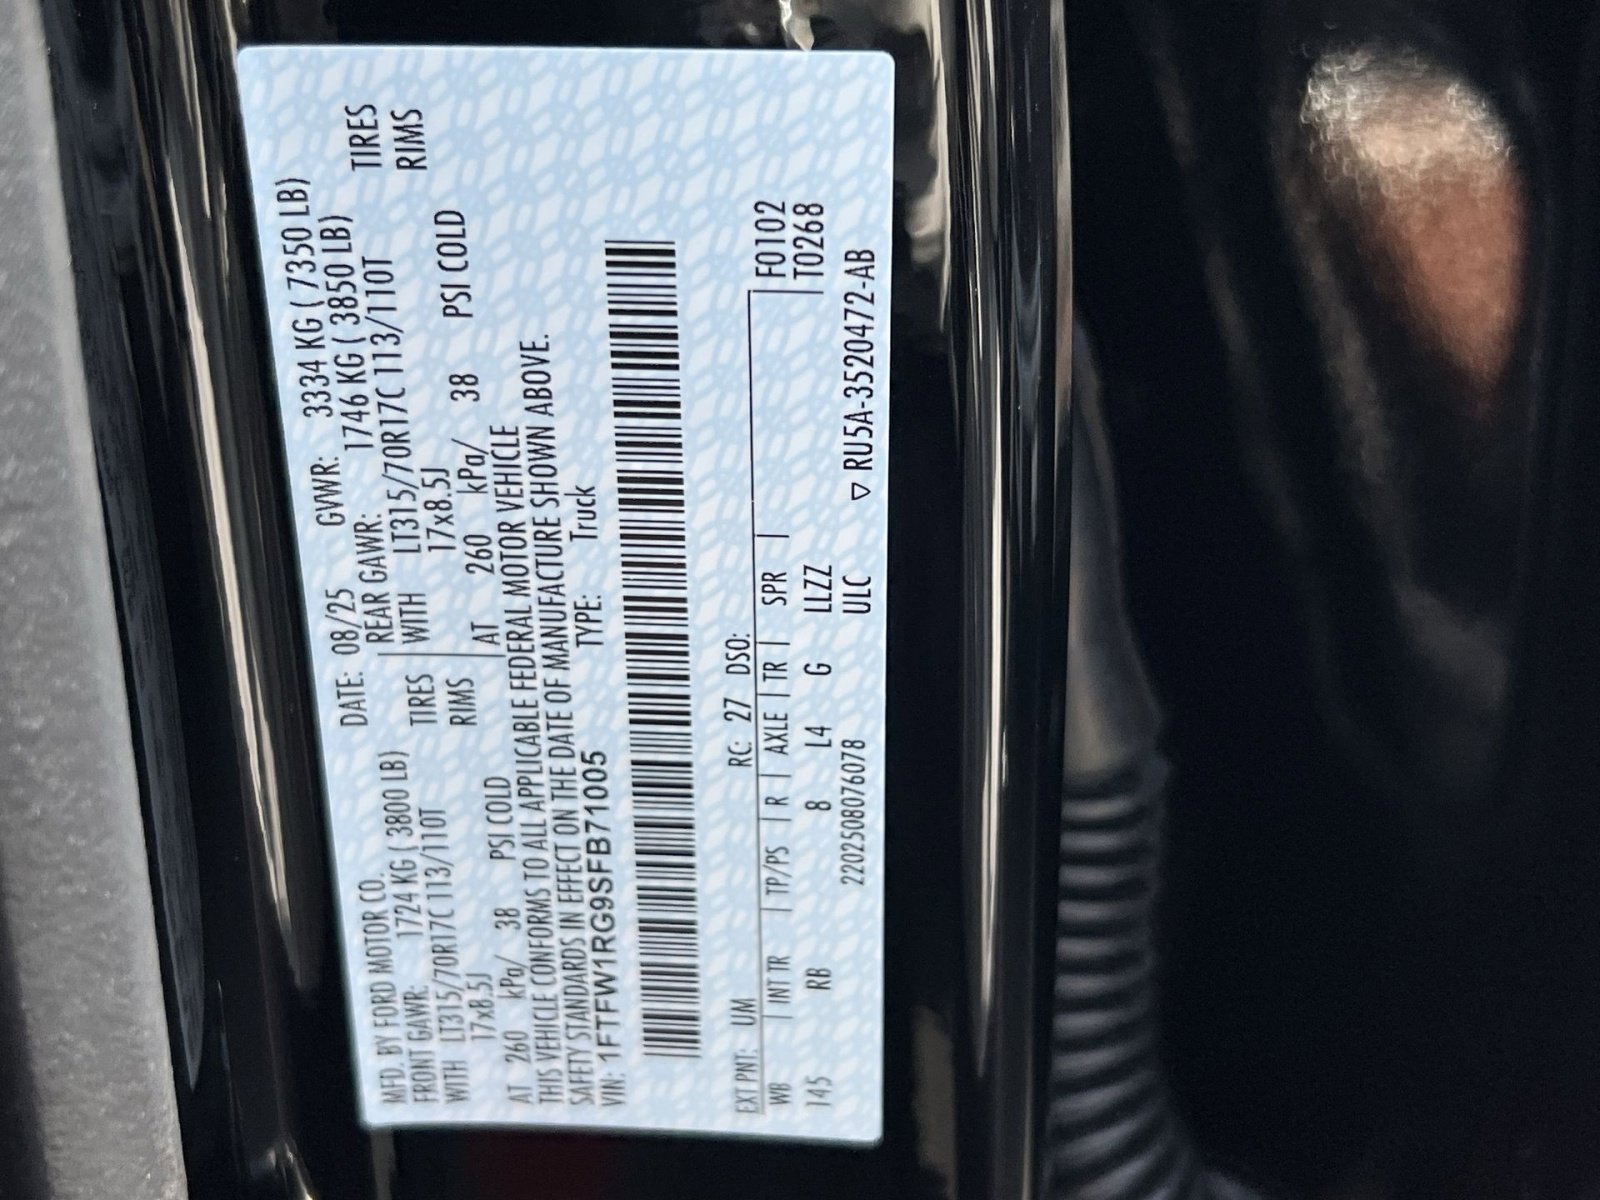 MFD. BY FORD MOTOR CO. DATE: 08/25 GVWR: 3334 KG ( 7350 LB)
FRONT GAWR: 1724 KG ( 3800 LB) REAR GAWR: 1746 KG ( 3850 LB)
WITH LT315/70R17C 113/110T TIRES WITH LT315/70R17C 113/110T TIRES
17x8.5J RIMS 17x8.5J RIMS
AT 260 kPa/ 38 PSI COLD AT 260 kPa/ 38 PSI COLD
THIS VEHICLE CONFORMS TO ALL APPLICABLE FEDERAL MOTOR VEHICLE
SAFETY STANDARDS IN EFFECT ON THE DATE OF MANUFACTURE SHOWN ABOVE.
VIN: 1FTFW1RG9SFB71005 TYPE: Truck
EXT PNT: UM RC: 27 DSO: F0102
WB | INT TR | TP/PS | R | AXLE | TR | SPR | T0268
145 RB 8 L4 G LLZZ
2202508076078 ULC ▽ RU5A-3520472-AB